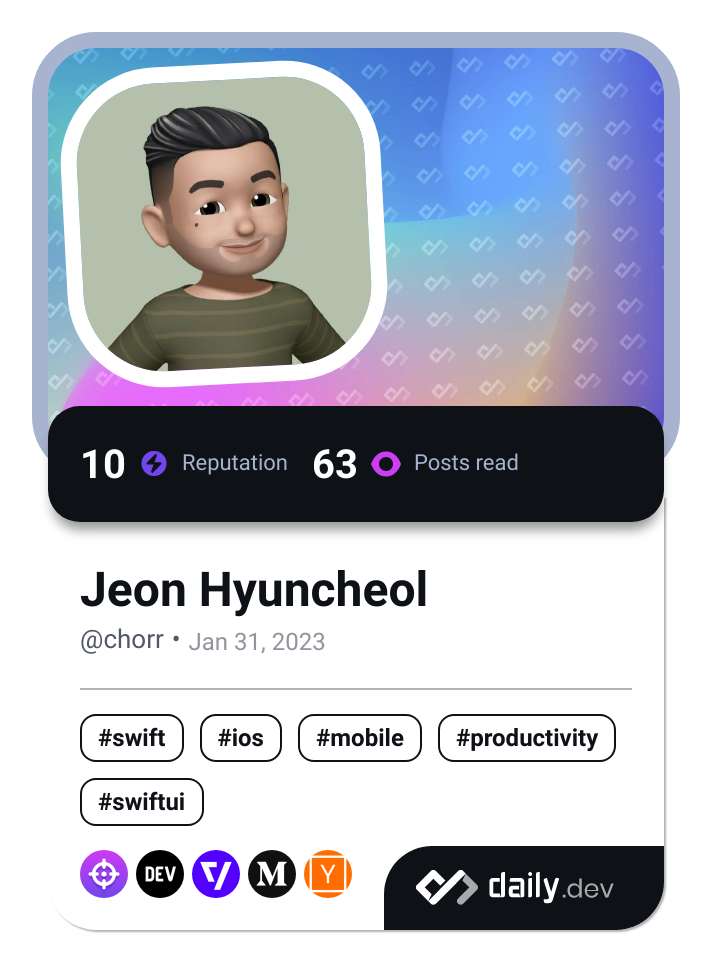 10 Reputation 63 Posts read
Jeon Hyuncheol
@chorr • Jan 31, 2023
#swift #ios #mobile #productivity
#swiftui
DEV M Y daily.dev